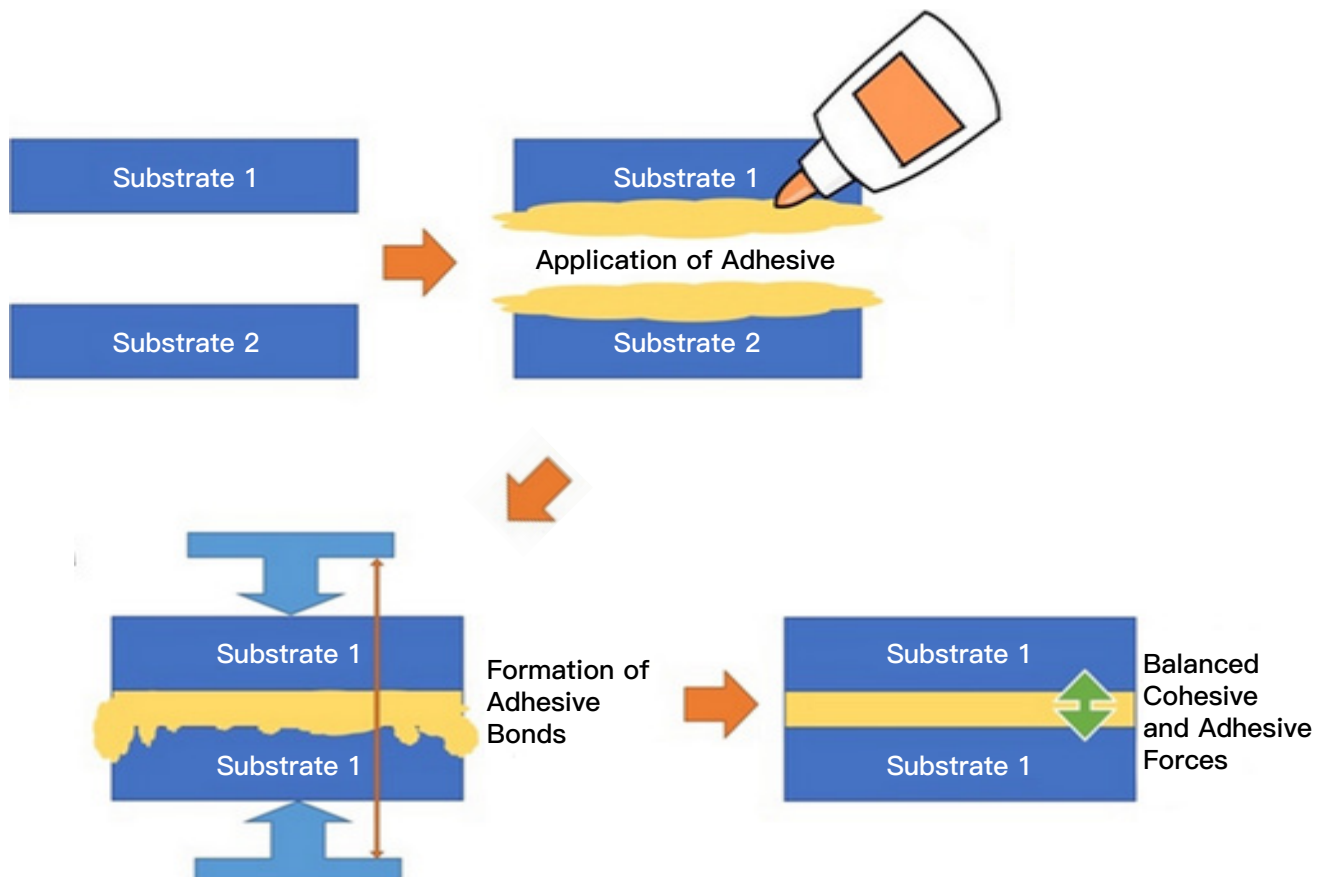 Substrate 1
Substrate 1
Application of Adhesive
Substrate 2
Substrate 2
Substrate 1
Formation of
Adhesive
Bonds
Substrate 1
Substrate 1
Balanced
Cohesive
and Adhesive
Forces
Substrate 1